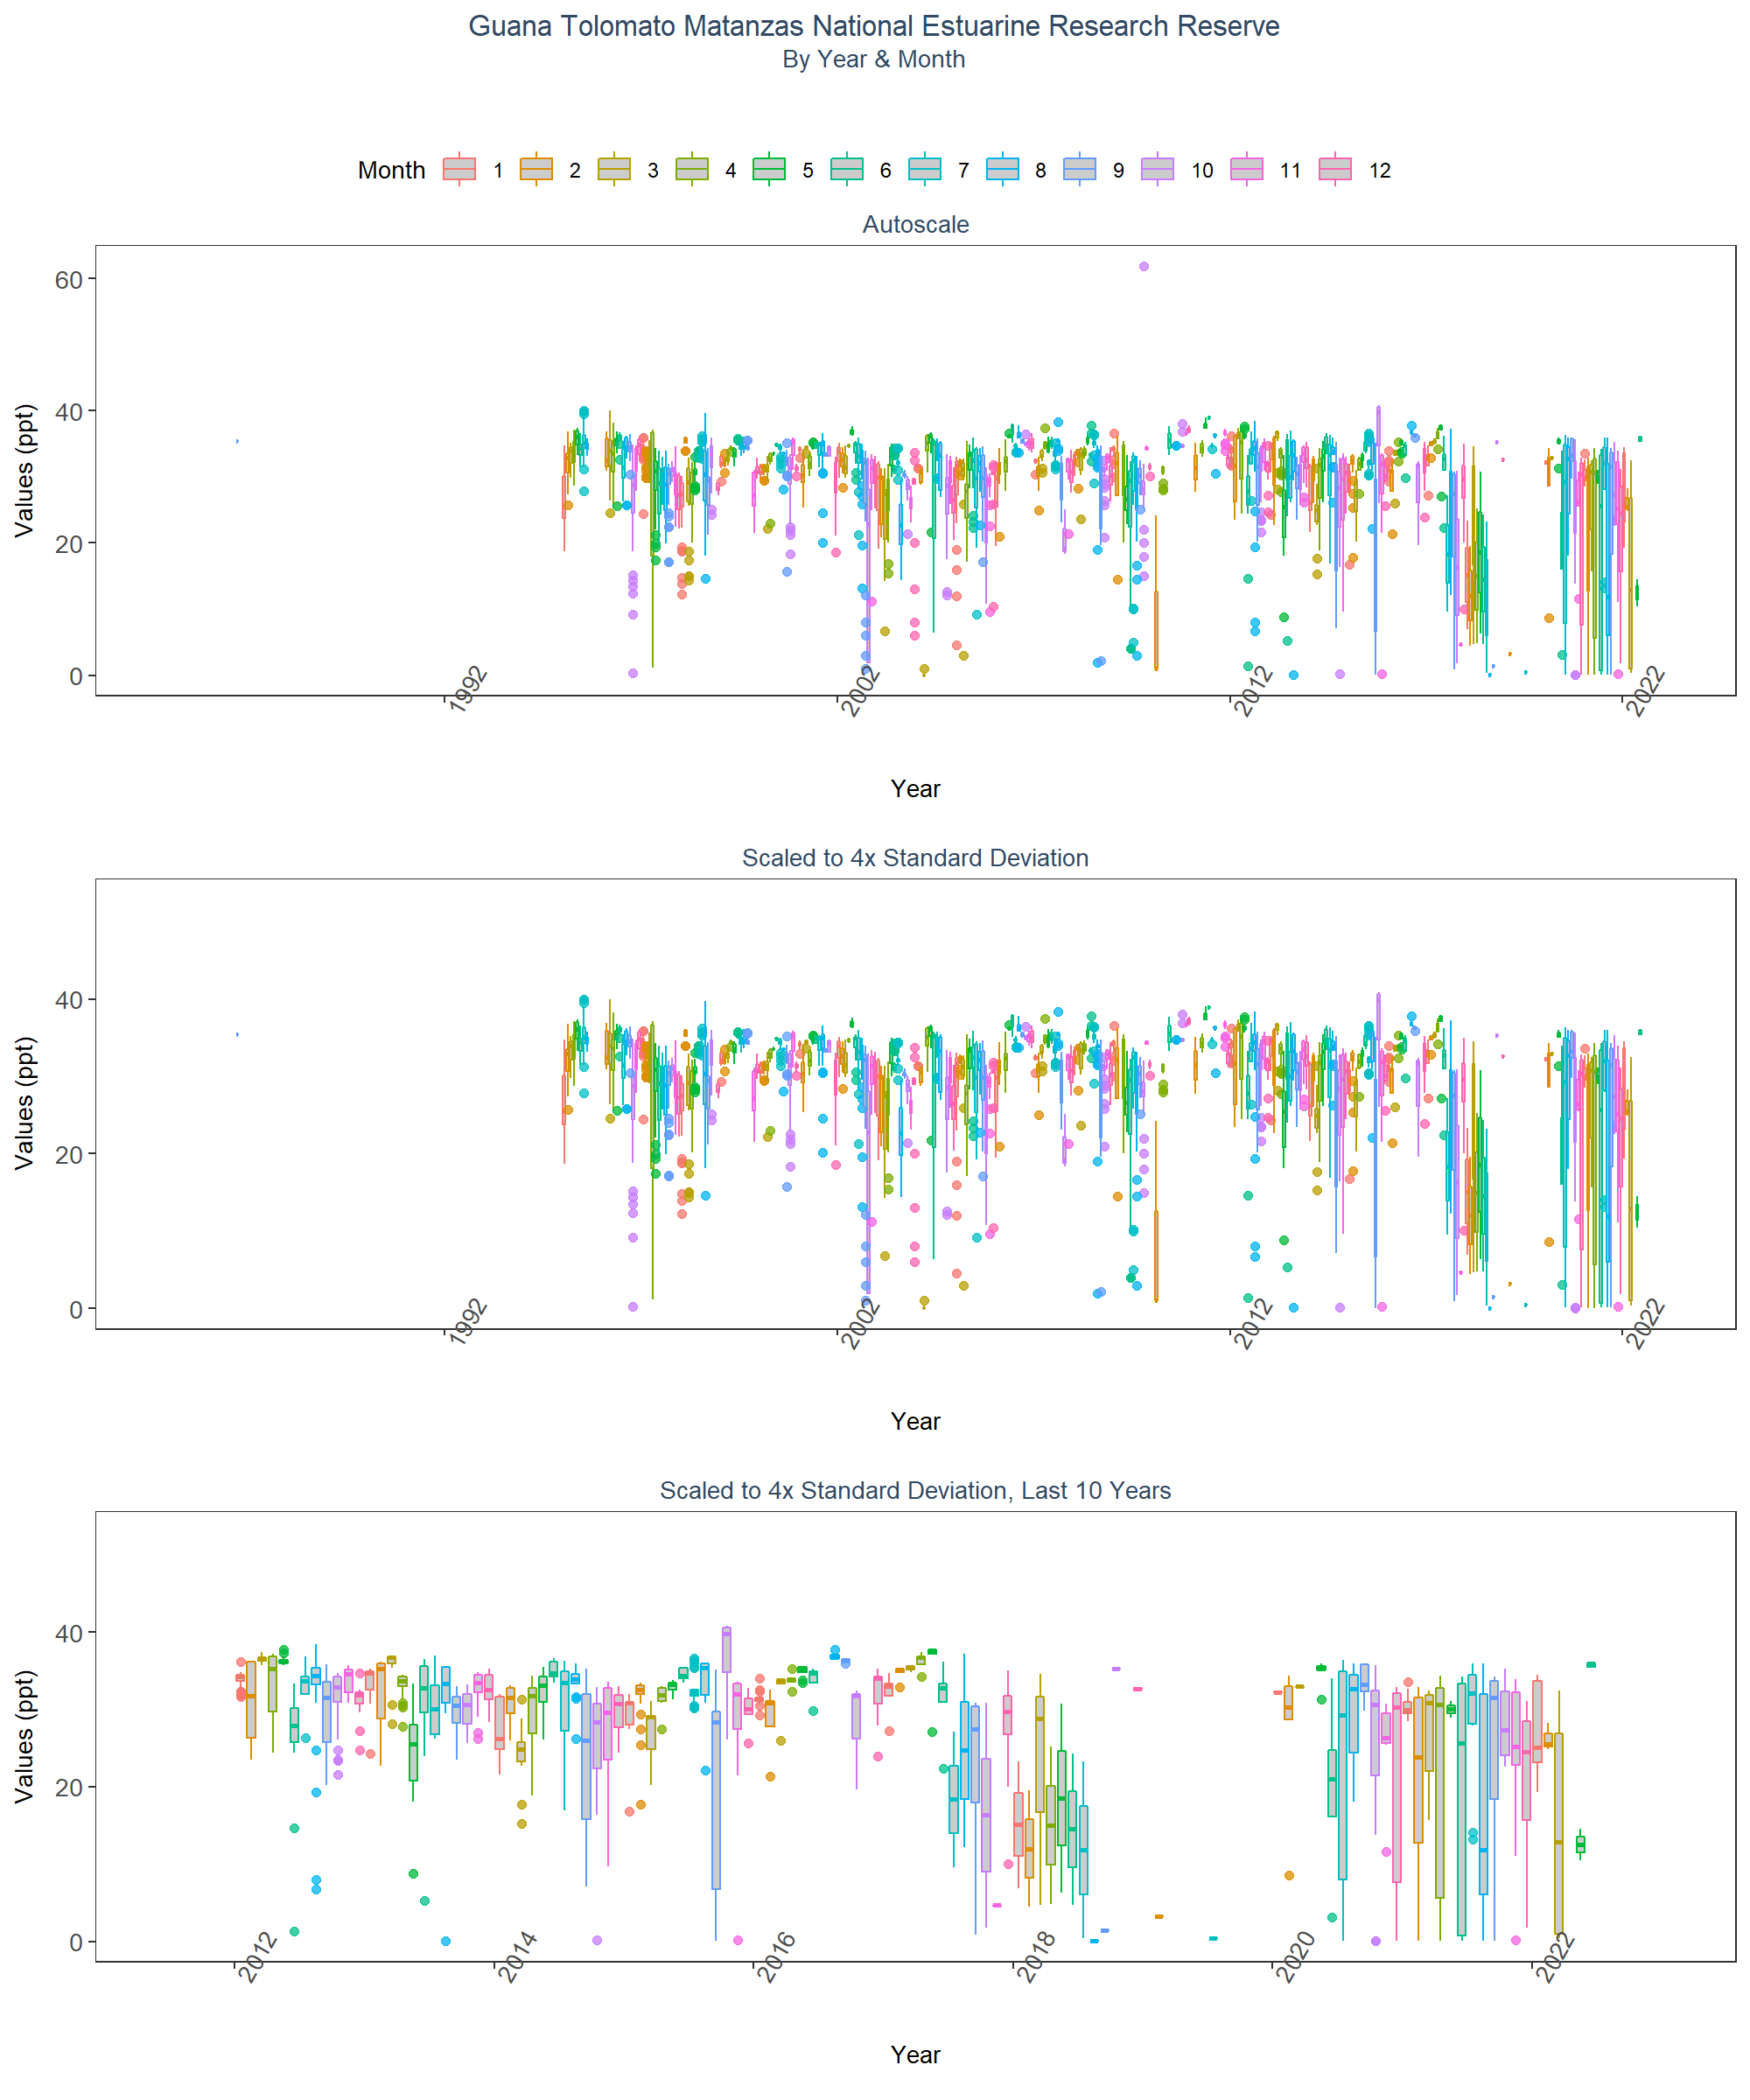 Guana Tolomato Matanzas National Estuarine Research Reserve
By Year & Month
Month 1 2 3 4 5 6 7 8 9 10 11 12
Autoscale
Values (ppt)
60
40
20
0
1992 2002 2012 2022
Year
Scaled to 4x Standard Deviation
Values (ppt)
40
20
0
1992 2002 2012 2022
Year
Scaled to 4x Standard Deviation, Last 10 Years
Values (ppt)
40
20
0
2012 2014 2016 2018 2020 2022
Year